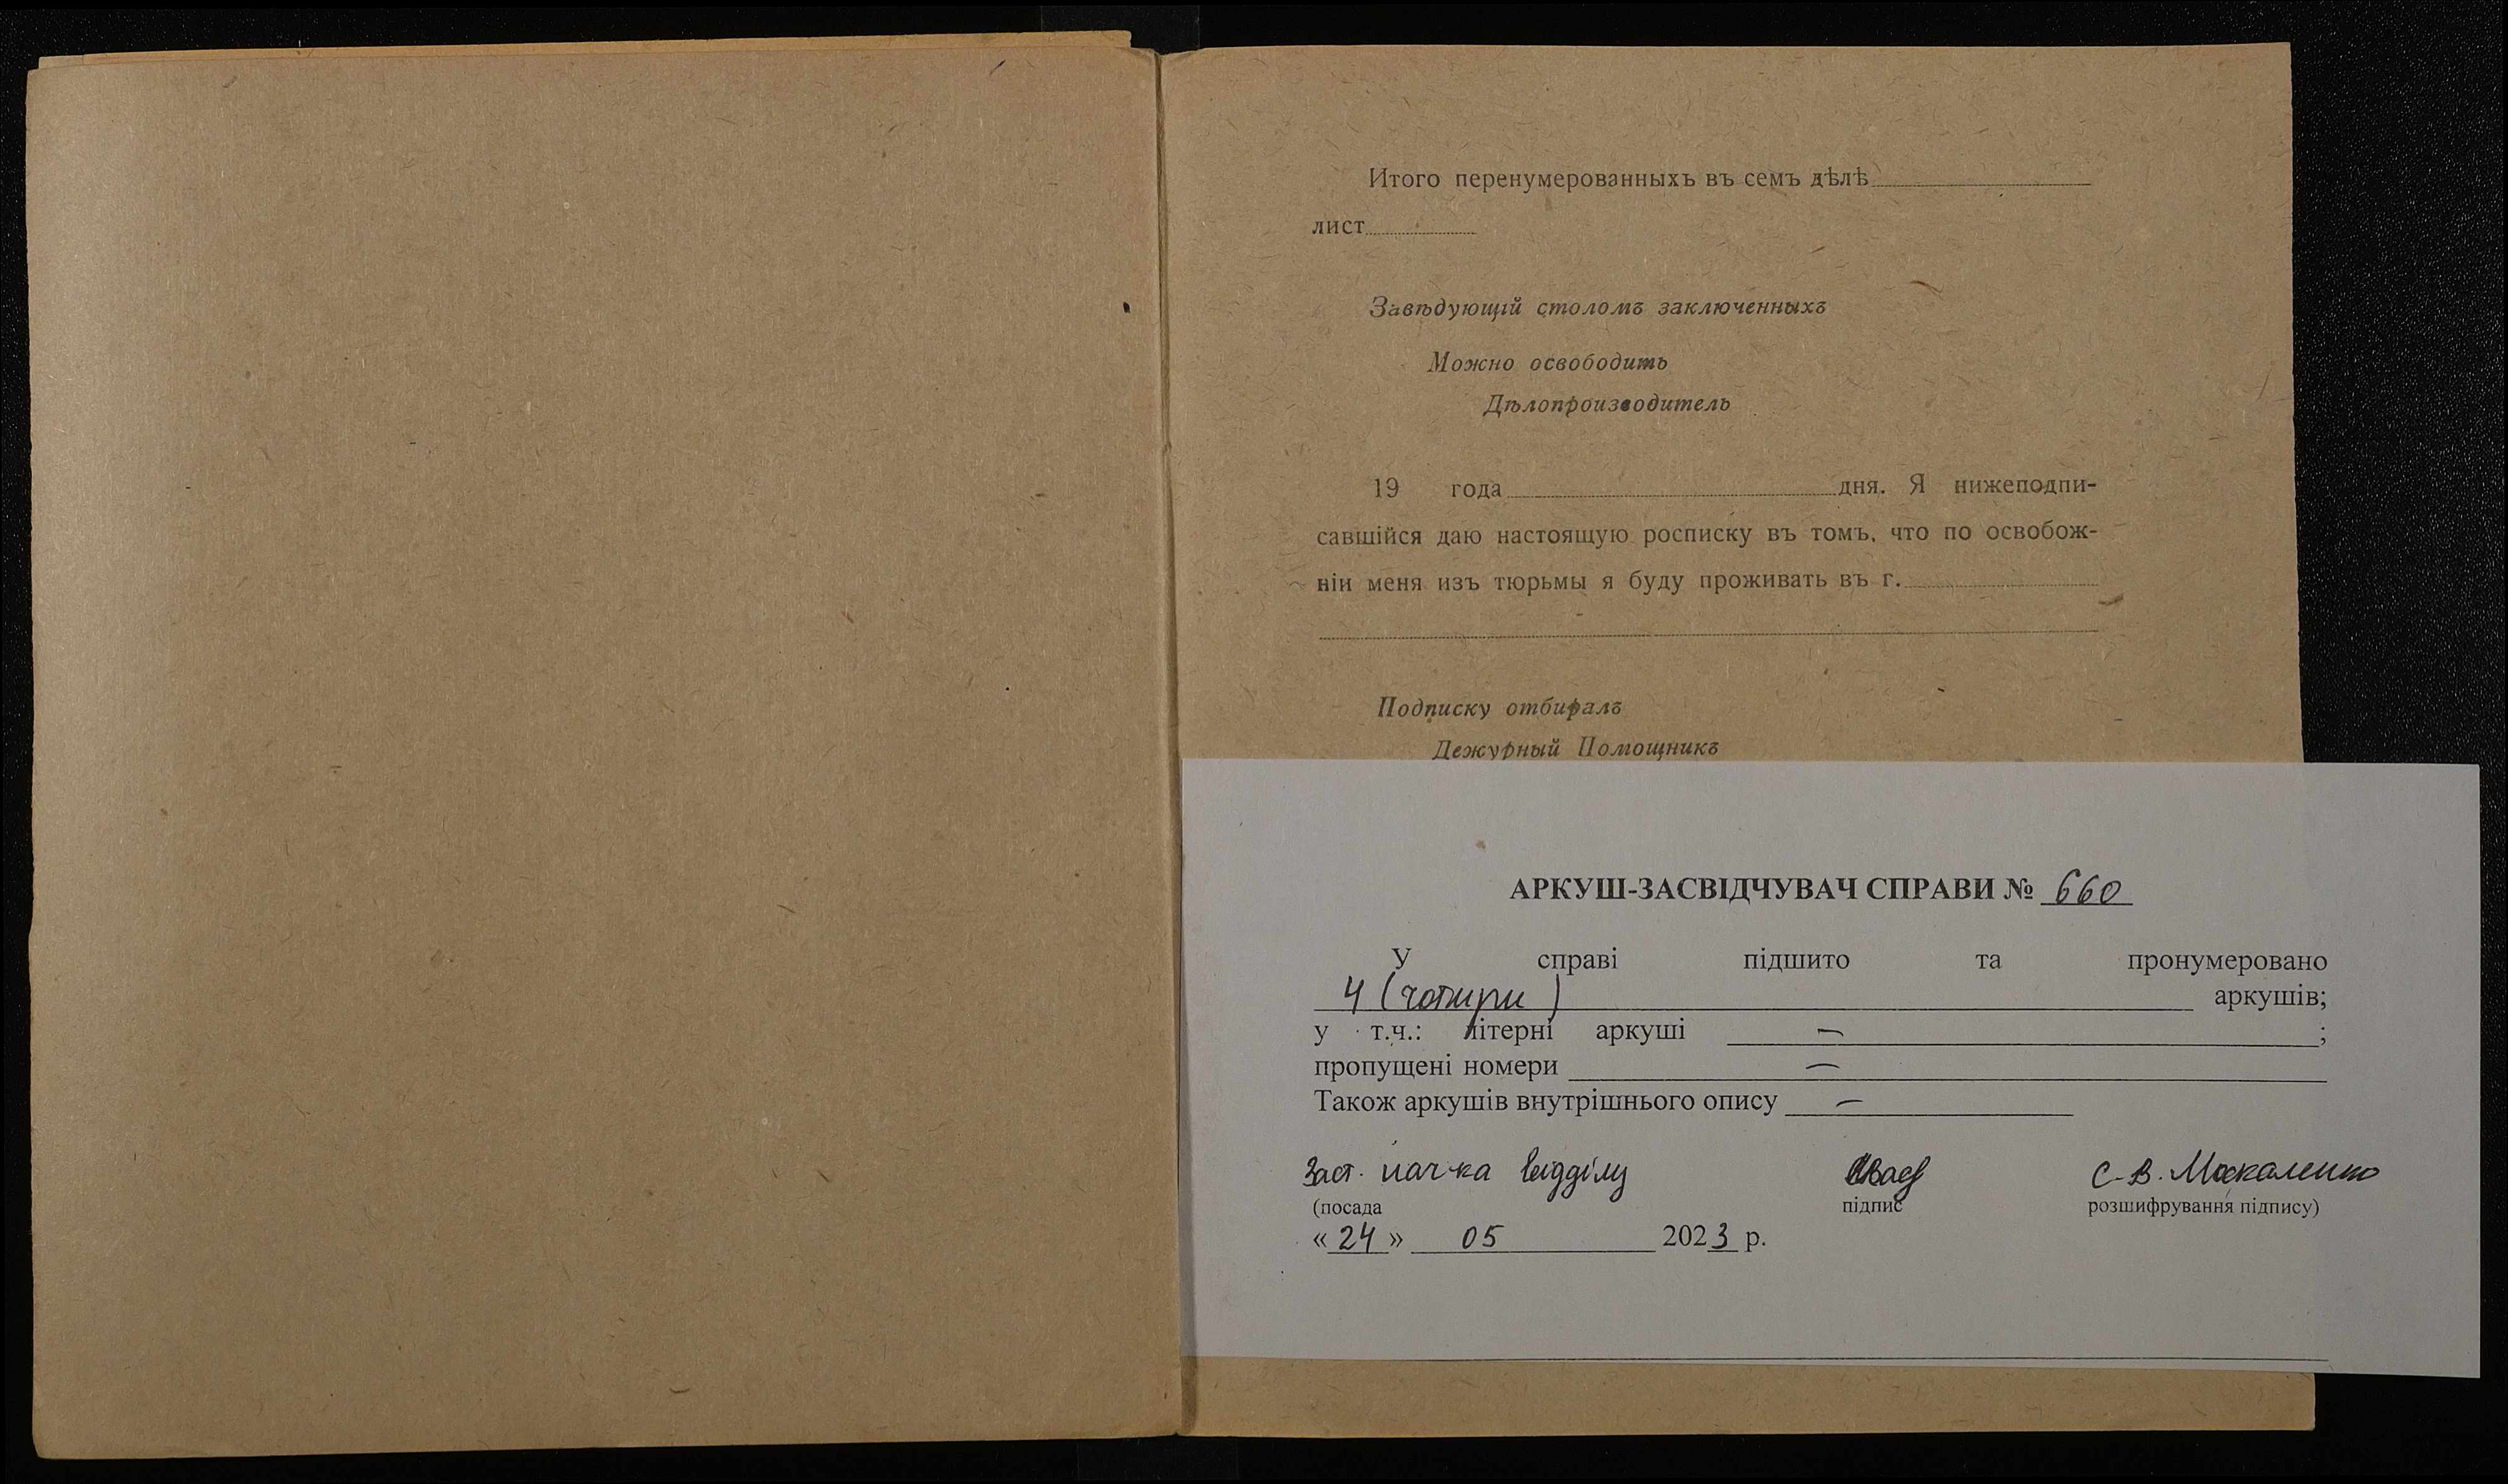 Итого перенумерованныхъ въ семъ дѣлѣ
лист
Завѣдующій столомъ заключенныхъ
Можно освободить
Дѣлопроизводитель
19 года дня. Я нижеподпи-
савшійся даю настоящую росписку въ томъ, что по освобож-
ніи меня изъ тюрьмы я буду проживать въ г.
Подписку отбиралъ
Дежурный Помощникъ
АРКУШ-ЗАСВІДЧУВАЧ СПРАВИ № 660
У справі підшито та пронумеровано
4 (чотири) аркушів;
у т.ч.: літерні аркуші – ;
пропущені номери –
Також аркушів внутрішнього опису –
Заст. нач-ка відділу С.В. Москаленко
(посада підпис розшифрування підпису)
« 24 » 05 2023 р.